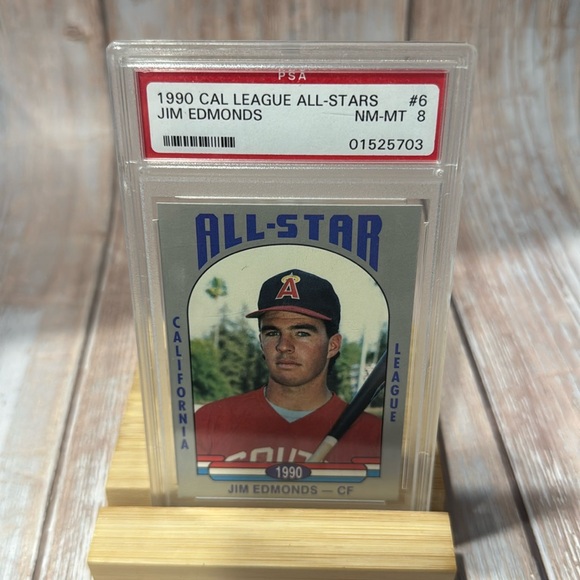 PSA
1990 CAL LEAGUE ALL-STARS #6
JIM EDMONDS NM-MT 8
01525703
ALL-STAR
CALIFORNIA
LEAGUE
A
SOUTH
1990
JIM EDMONDS — CF